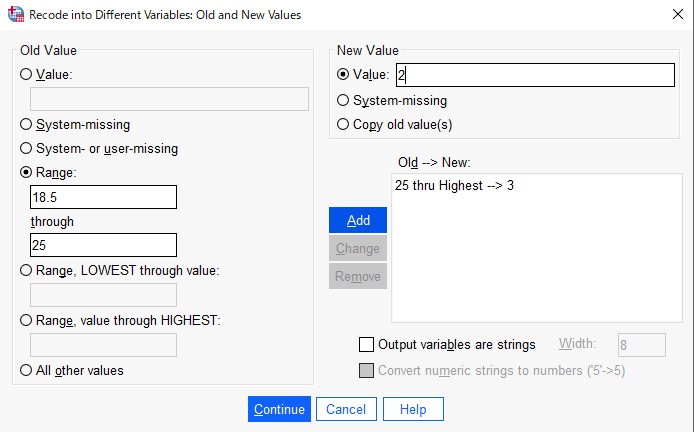 Recode into Different Variables: Old and New Values
Old Value
Value:
System-missing
System- or user-missing
Range:
18.5
through
25
Range, LOWEST through value:
Range, value through HIGHEST:
All other values
New Value
Value: 2
System-missing
Copy old value(s)
Old --> New:
25 thru Highest --> 3
Add
Change
Remove
Output variables are strings Width: 8
Convert numeric strings to numbers ('5'->5)
Continue Cancel Help